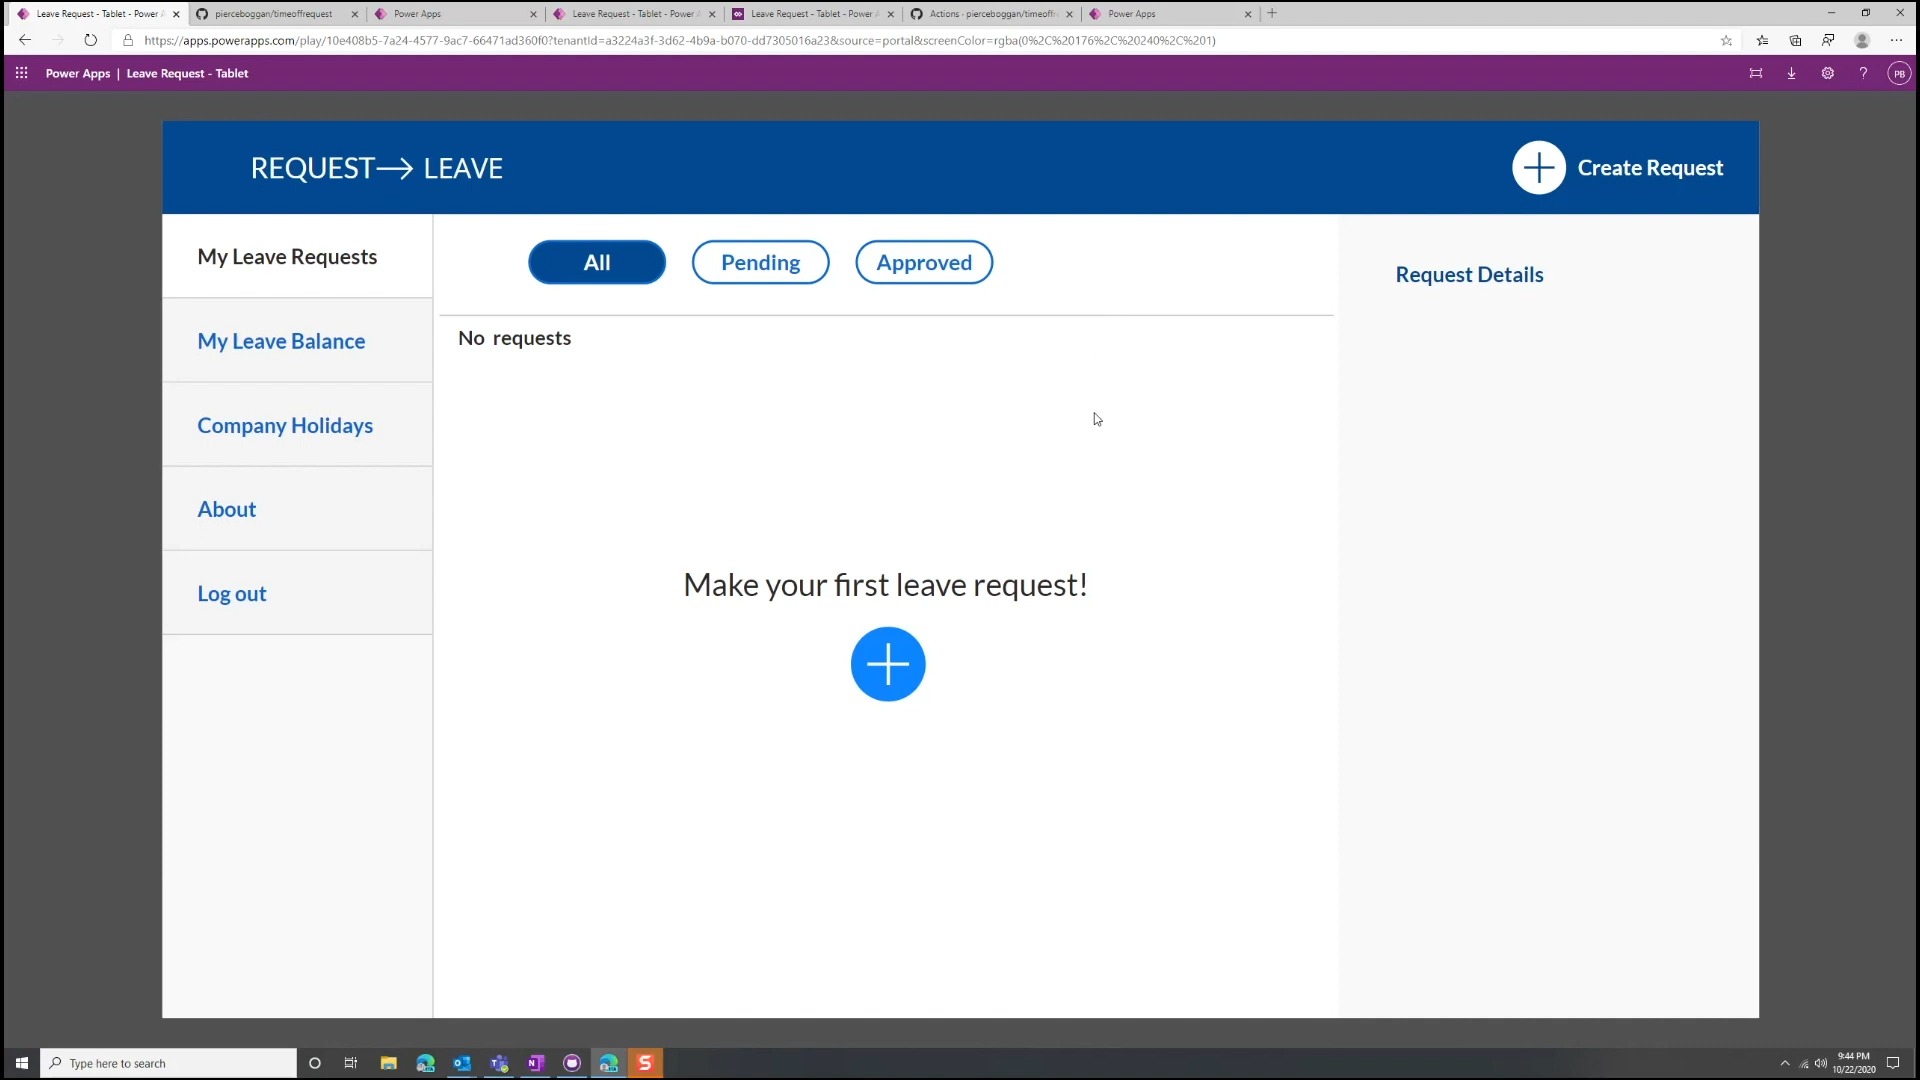 Leave Request - Tablet - Power A
pierceboggan/timeoffrequest
Power Apps
Leave Request - Tablet - Power A
Leave Request - Tablet - Power A
Actions - pierceboggan/timeoffr
Power Apps
https://apps.powerapps.com/play/10e408b5-7a24-4577-9ac7-66471ad360f0?tenantId=a3224a3f-3d62-4b9a-b070-dd7305016a23&source=portal&screenColor=rgba(0%2C%20176%2C%20240%2C%201)
Power Apps | Leave Request - Tablet
PB
REQUEST→ LEAVE
Create Request
My Leave Requests
All
Pending
Approved
Request Details
My Leave Balance
No requests
Company Holidays
About
Log out
Make your first leave request!
Type here to search
9:44 PM
10/22/2020